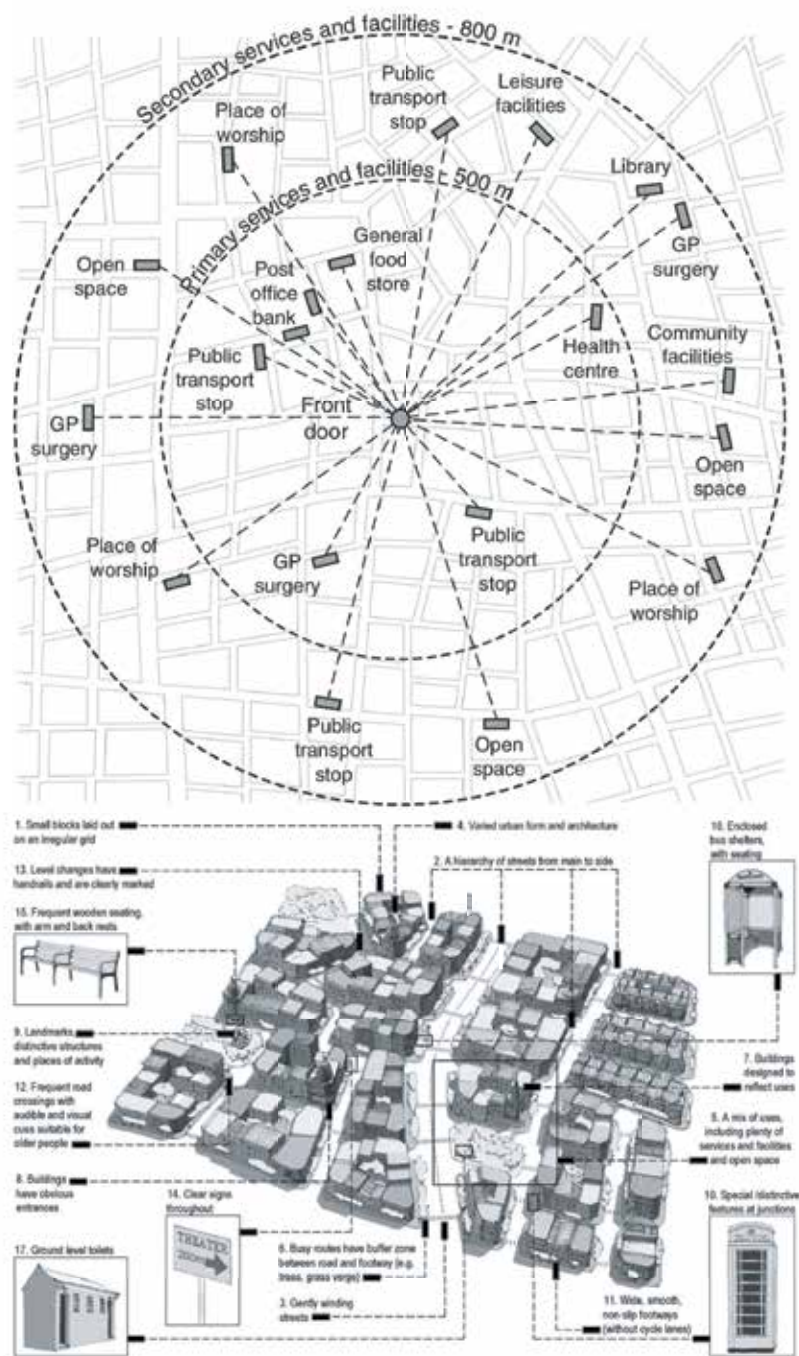 Secondary services and facilities - 800 m
Public
transport
stop
Leisure
facilities
Place of
worship
Library
Primary services and facilities - 500 m
GP
surgery
General
food
store
Open
space
Post
office
bank
Health
centre
Community
facilities
Public
transport
stop
Front
door
GP
surgery
Open
space
Place of
worship
GP
surgery
Public
transport
stop
Place of
worship
Public
transport
stop
Open
space
1. Small blocks laid out
on an irregular grid
4. Varied urban form and architecture
16. Enclosed
bus shelters,
with seating
13. Level changes have
handrails and are clearly marked
2. A hierarchy of streets from main to side
15. Frequent wooden seating,
with arm and back rests
9. Landmarks,
distinctive structures
and places of activity
7. Buildings
designed to
reflect uses
12. Frequent road
crossings with
audible and visual
cues suitable for
older people
5. A mix of uses,
including plenty of
services and facilities
and open space
8. Buildings
have obvious
entrances
14. Clear signs
throughout
10. Special /distinctive
features at junctions
THEATER
17. Ground level toilets
6. Busy routes have buffer zone
between road and footway (e.g.
trees, grass verge)
3. Gently winding
streets
11. Wide, smooth,
non-slip footways
(without cycle lanes)